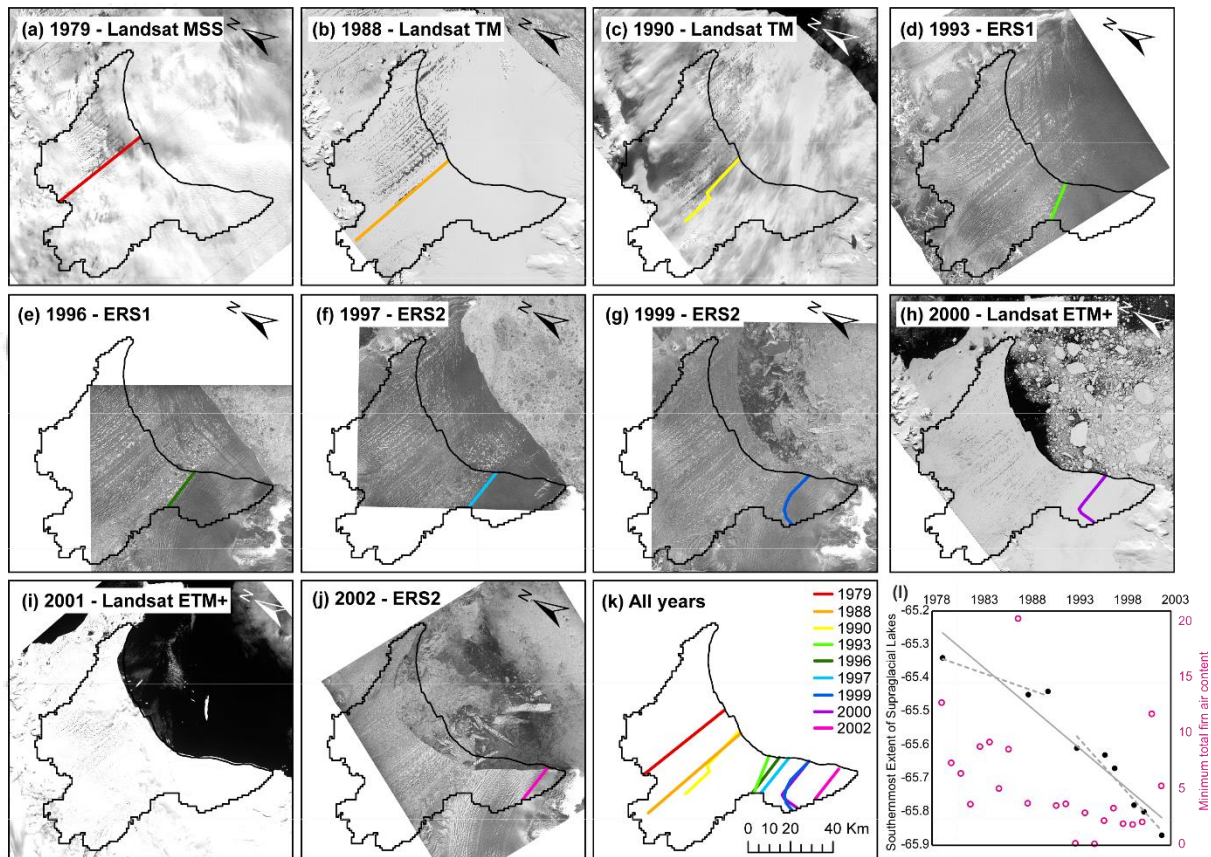 (a) 1979 - Landsat MSS
N
(b) 1988 - Landsat TM
N
(c) 1990 - Landsat TM
N
(d) 1993 - ERS1
N
(e) 1996 - ERS1
N
(f) 1997 - ERS2
N
(g) 1999 - ERS2
N
(h) 2000 - Landsat ETM+
N
(i) 2001 - Landsat ETM+
N
(j) 2002 - ERS2
N
(k) All years
1979
1988
1990
1993
1996
1997
1999
2000
2002
0 10 20 40 Km
(l)
1978 1983 1988 1993 1998 2003
Southernmost Extent of Supraglacial Lakes
-65.2
-65.3
-65.4
-65.5
-65.6
-65.7
-65.8
-65.9
20
15
10
5
0
Minimum total firn air content